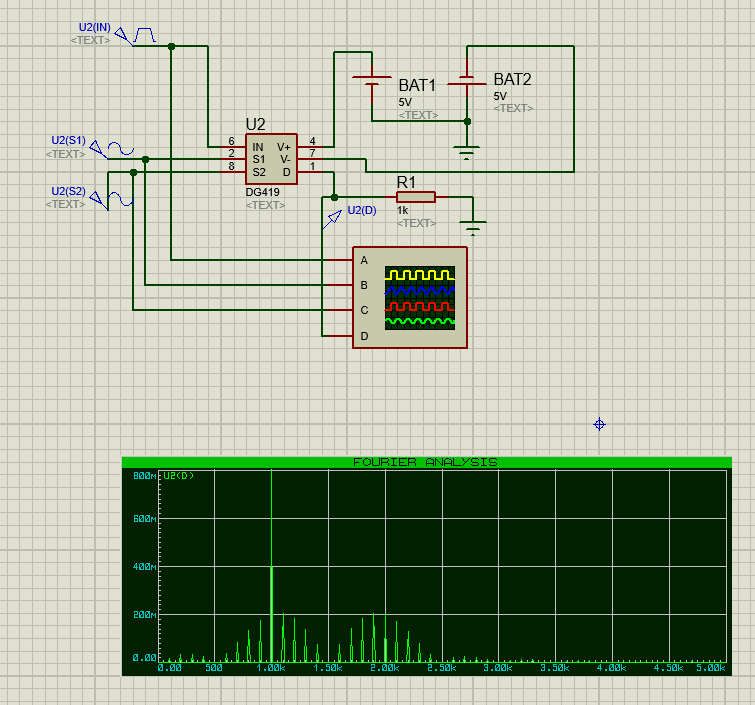 U2(IN)
<TEXT>
U2(S1)
<TEXT>
U2(S2)
<TEXT>
U2
6 IN V+ 4
2 S1 V- 7
8 S2 D 1
DG419
<TEXT>
BAT1
5V
<TEXT>
BAT2
5V
<TEXT>
R1
1k
<TEXT>
U2(D)
A
B
C
D
FOURIER ANALYSIS
U2(D)
800m
600m
400m
200m
0.00
0.00 500 1.00k 1.50k 2.00k 2.50k 3.00k 3.50k 4.00k 4.50k 5.00k